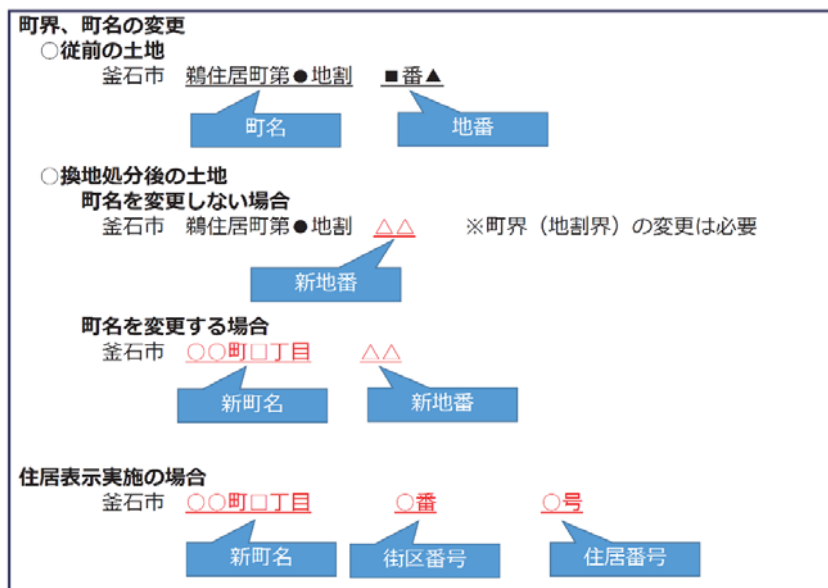 町界、町名の変更
○従前の土地
釜石市 鵜住居町第●地割 ■番▲
町名 地番
○換地処分後の土地
町名を変更しない場合
釜石市 鵜住居町第●地割 △△ ※町界（地割界）の変更は必要
新地番
町名を変更する場合
釜石市 ○○町□丁目 △△
新町名 新地番
住居表示実施の場合
釜石市 ○○町□丁目 ○番 ○号
新町名 街区番号 住居番号